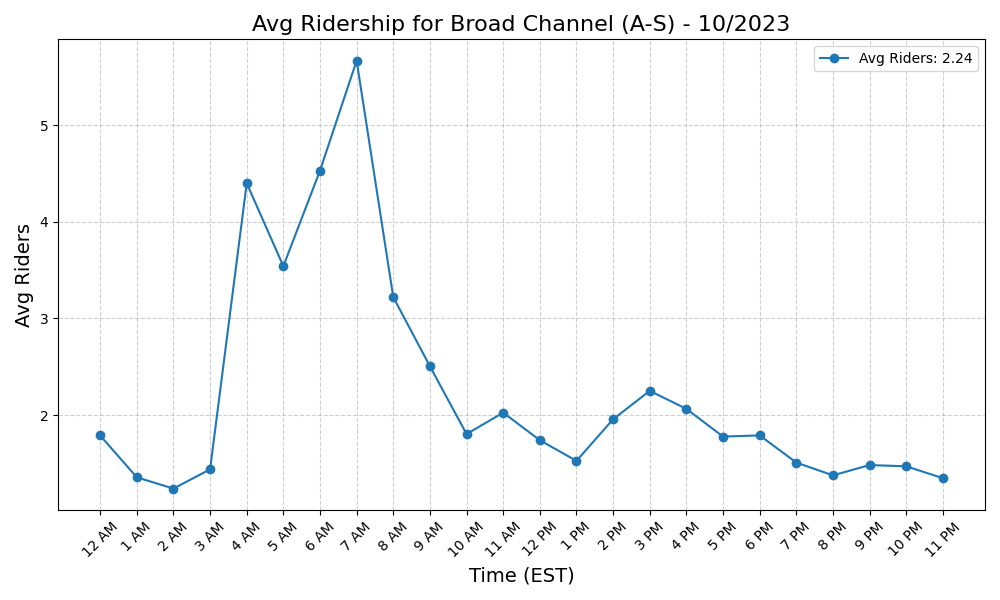 Avg Ridership for Broad Channel (A-S) - 10/2023
Avg Riders: 2.24
Avg Riders
5
4
3
2
12 AM
1 AM
2 AM
3 AM
4 AM
5 AM
6 AM
7 AM
8 AM
9 AM
10 AM
11 AM
12 PM
1 PM
2 PM
3 PM
4 PM
5 PM
6 PM
7 PM
8 PM
9 PM
10 PM
11 PM
Time (EST)